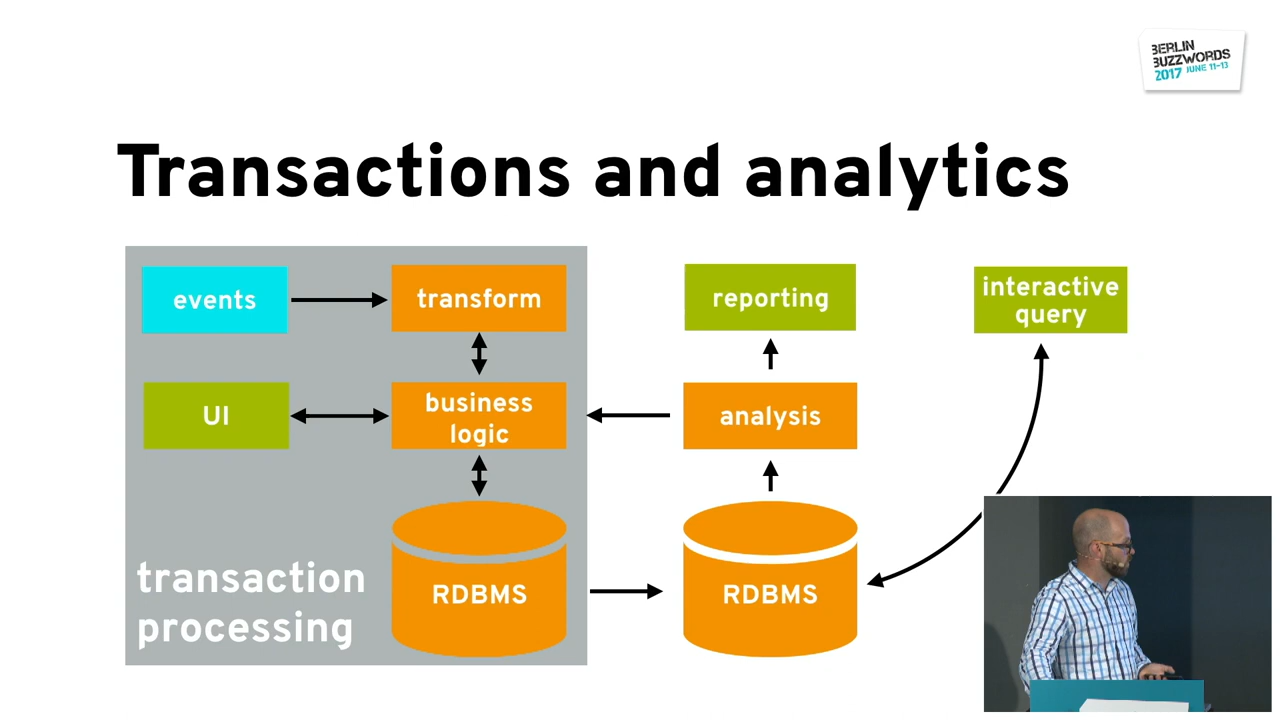 BERLIN
BUZZWORDS
2017 JUNE 11-13
Transactions and analytics
events
transform
reporting
interactive
query
UI
business
logic
analysis
transaction
processing
RDBMS
RDBMS